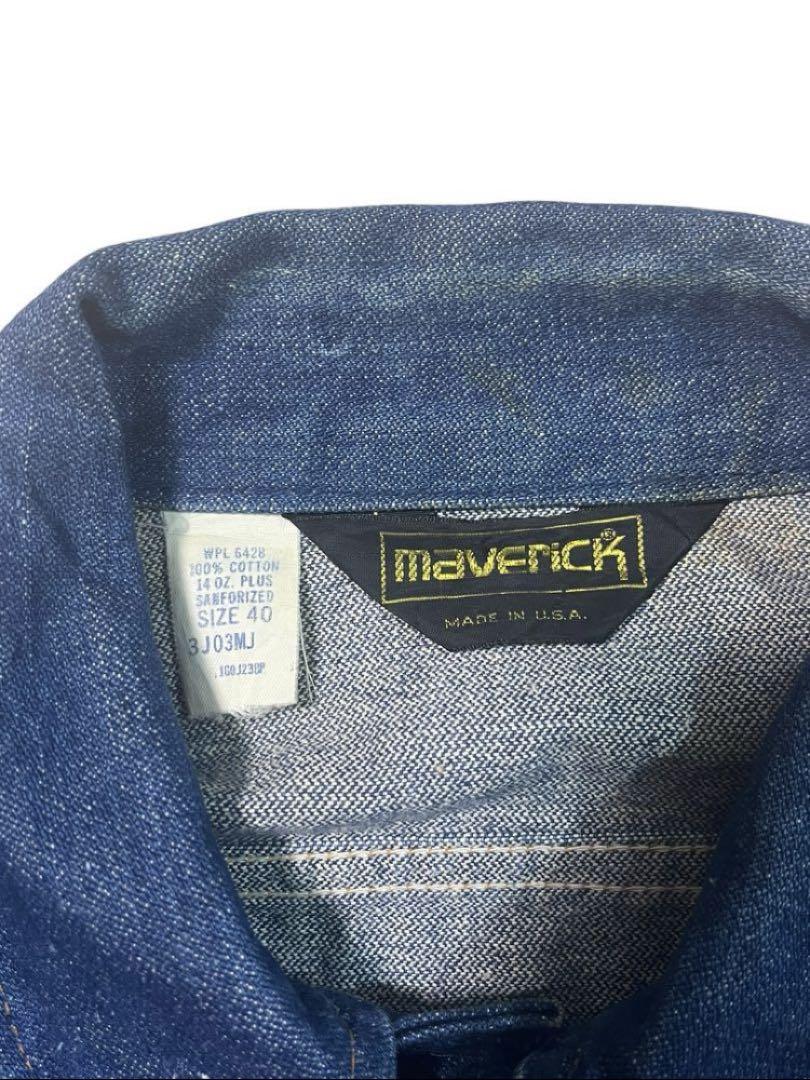 WPL 6428
100% COTTON
14 OZ. PLUS
SANFORIZED
SIZE 40
3J03MJ
maverick®
MADE IN U.S.A.